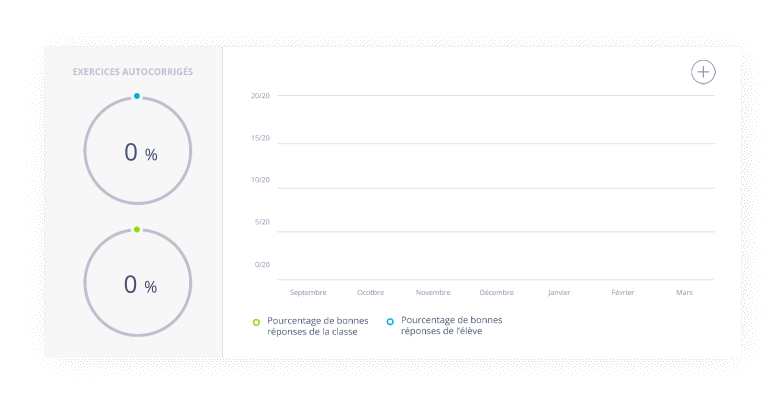 EXERCICES AUTOCORRIGÉS
0 %
0 %
20/20
15/20
10/20
5/20
0/20
Septembre Ocotbre Novembre Décembre Janvier Février Mars
Pourcentage de bonnes
réponses de la classe
Pourcentage de bonnes
réponses de l'élève